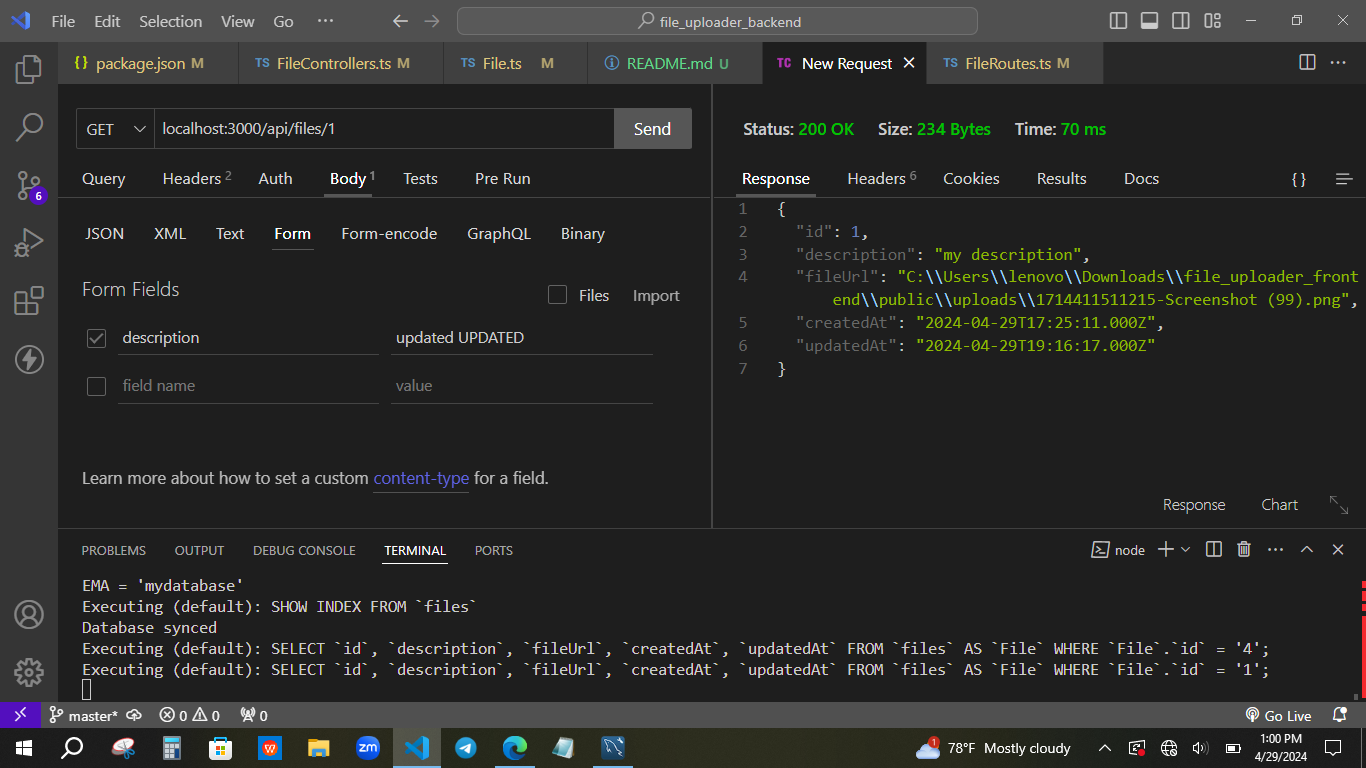 File Edit Selection View Go ··· file_uploader_backend
{} package.json M TS FileControllers.ts M TS File.ts M README.md U TC New Request TS FileRoutes.ts M ···
GET localhost:3000/api/files/1 Send
Query Headers 2 Auth Body 1 Tests Pre Run
JSON XML Text Form Form-encode GraphQL Binary
Form Fields Files Import
description updated UPDATED
field name value
Learn more about how to set a custom content-type for a field.
Status: 200 OK Size: 234 Bytes Time: 70 ms
Response Headers 6 Cookies Results Docs {}
1 {
2 "id": 1,
3 "description": "my description",
4 "fileUrl": "C:\\Users\\lenovo\\Downloads\\file_uploader_front
end\\public\\uploads\\1714411511215-Screenshot (99).png",
5 "createdAt": "2024-04-29T17:25:11.000Z",
6 "updatedAt": "2024-04-29T19:16:17.000Z"
7 }
Response Chart
6
PROBLEMS OUTPUT DEBUG CONSOLE TERMINAL PORTS node ···
EMA = 'mydatabase'
Executing (default): SHOW INDEX FROM `files`
Database synced
Executing (default): SELECT `id`, `description`, `fileUrl`, `createdAt`, `updatedAt` FROM `files` AS `File` WHERE `File`.`id` = '4';
Executing (default): SELECT `id`, `description`, `fileUrl`, `createdAt`, `updatedAt` FROM `files` AS `File` WHERE `File`.`id` = '1';
master* 0 0 0 Go Live
W zm 1 78°F Mostly cloudy 1:00 PM
4/29/2024